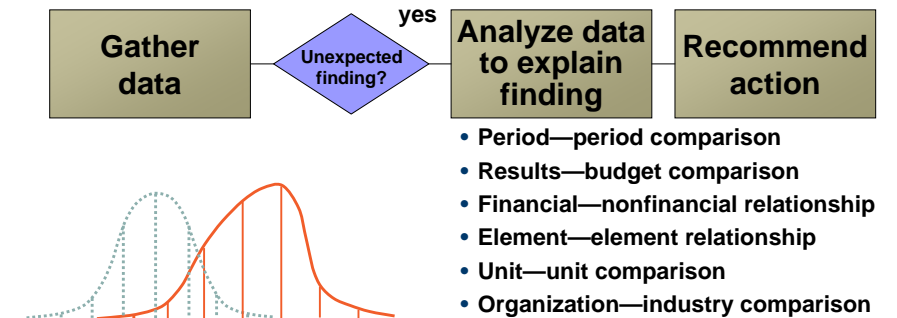 Gather
data
Unexpected
finding?
yes
Analyze data
to explain
finding
Recommend
action
• Period—period comparison
• Results—budget comparison
• Financial—nonfinancial relationship
• Element—element relationship
• Unit—unit comparison
• Organization—industry comparison